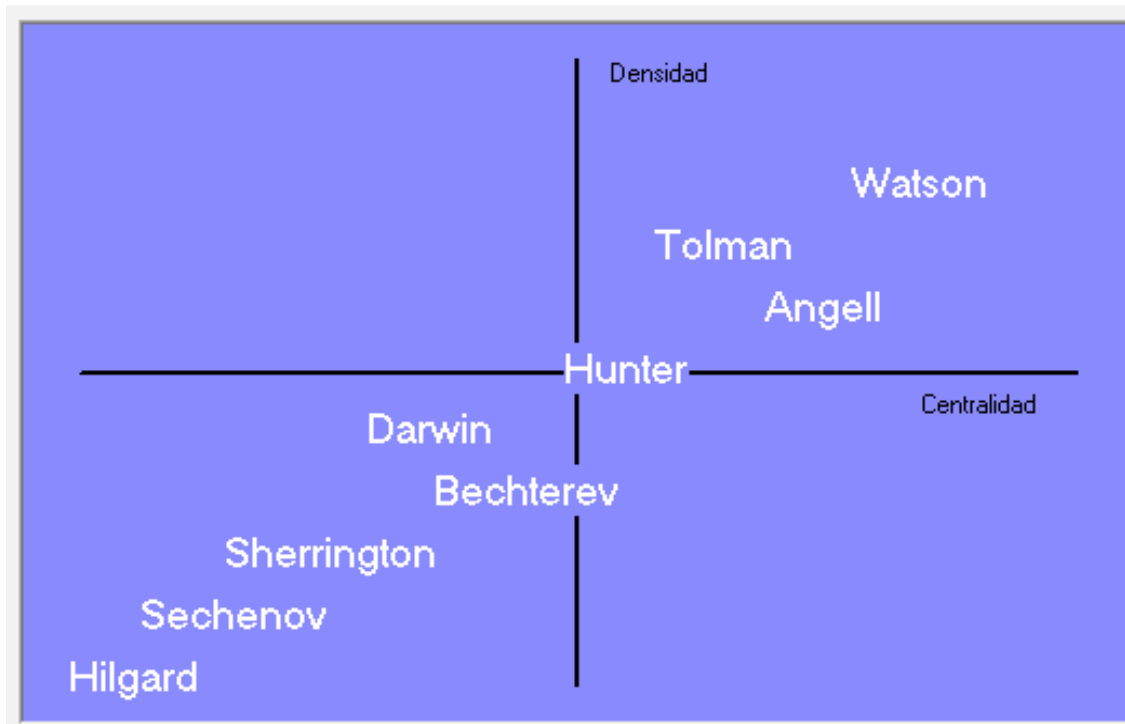 Densidad
Watson
Tolman
Angell
Hunter
Centralidad
Darwin
Bechterev
Sherrington
Sechenov
Hilgard